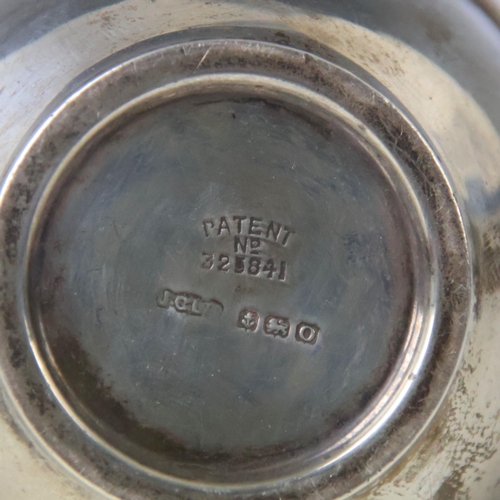 PATENT
Nº
325841
J.C.L
O